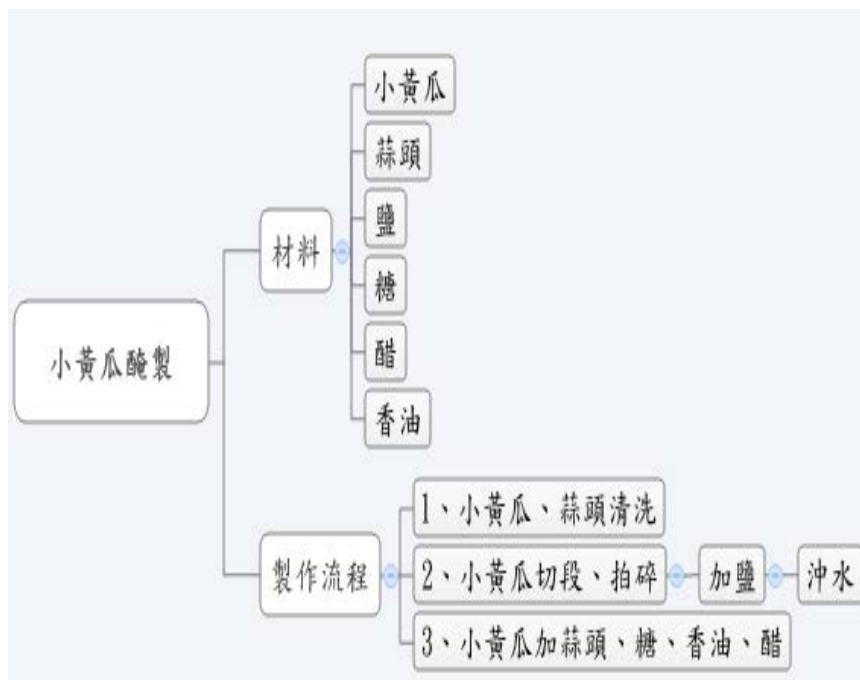 小黃瓜醃製
材料
小黃瓜
蒜頭
鹽
糖
醋
香油
製作流程
1、小黃瓜、蒜頭清洗
2、小黃瓜切段、拍碎
加鹽
沖水
3、小黃瓜加蒜頭、糖、香油、醋